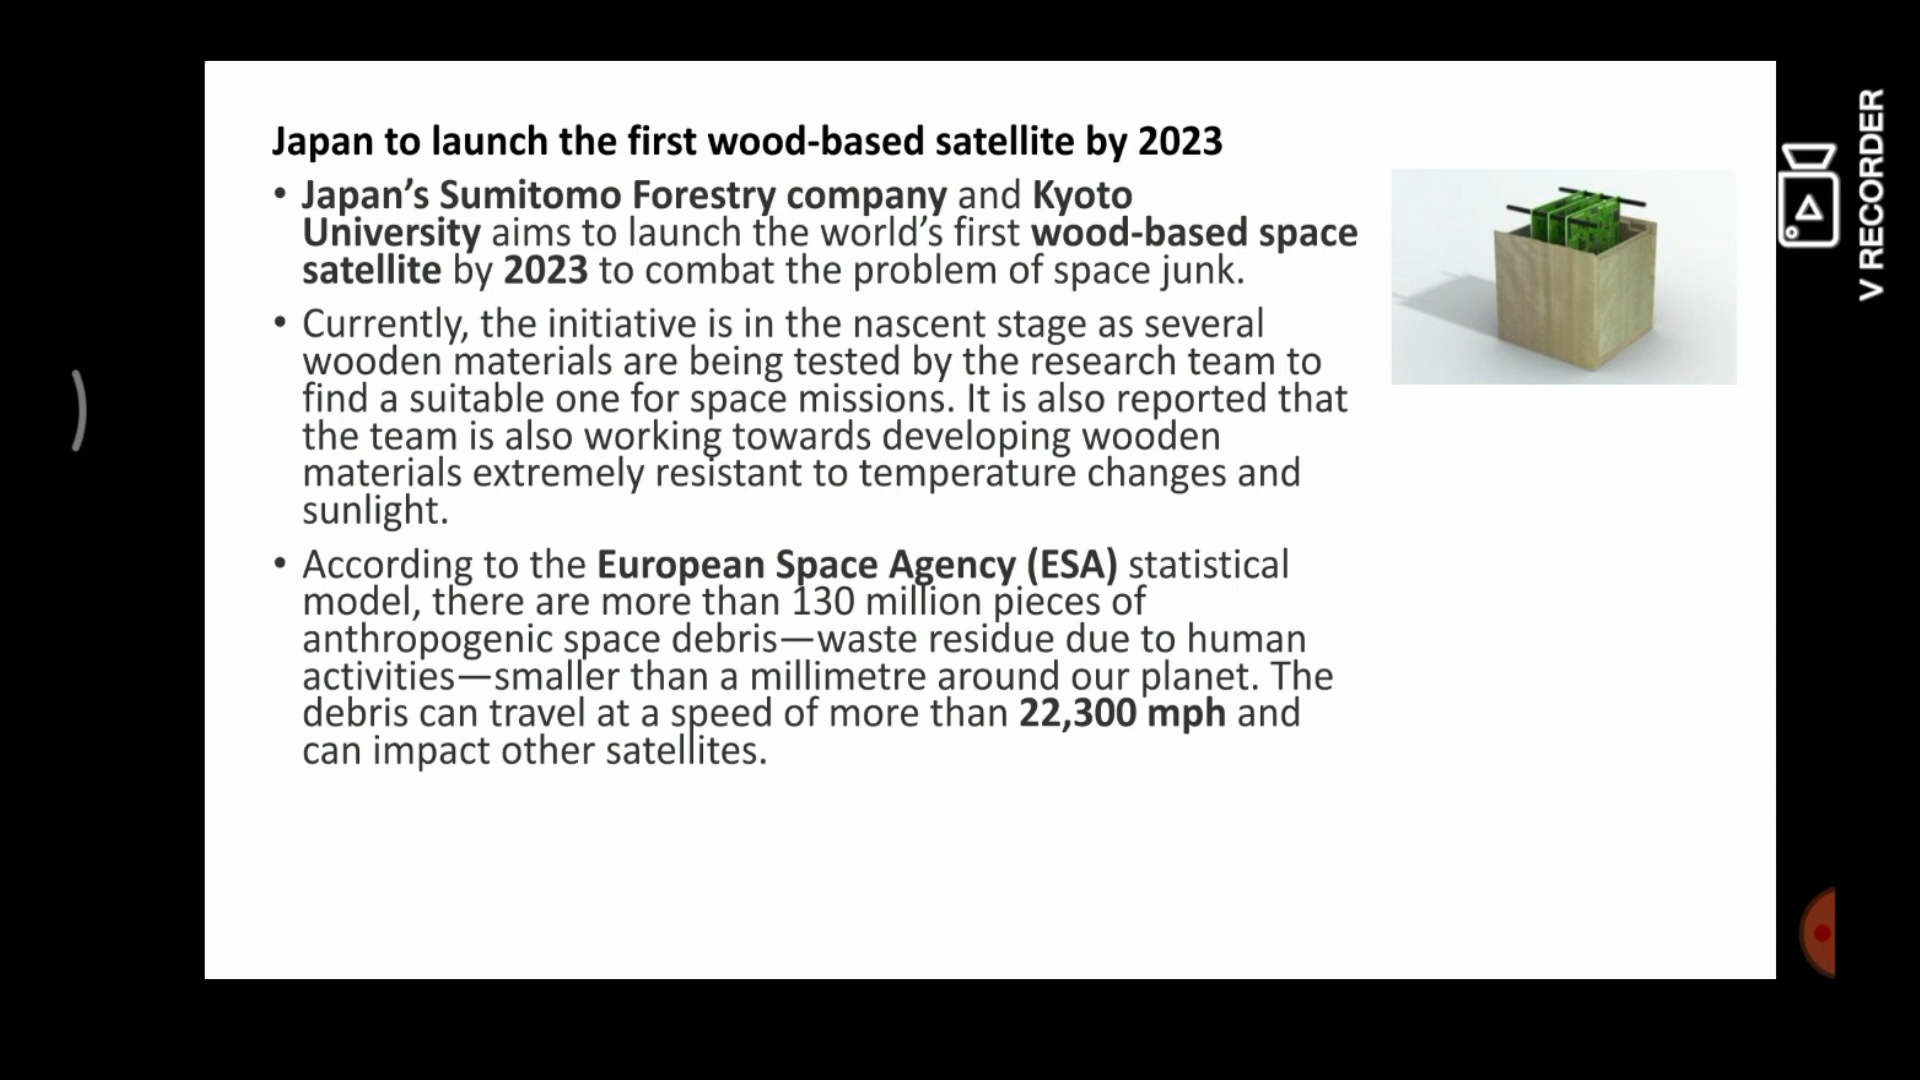 Japan to launch the first wood-based satellite by 2023
• Japan’s Sumitomo Forestry company and Kyoto
University aims to launch the world’s first wood-based space
satellite by 2023 to combat the problem of space junk.
• Currently, the initiative is in the nascent stage as several
wooden materials are being tested by the research team to
find a suitable one for space missions. It is also reported that
the team is also working towards developing wooden
materials extremely resistant to temperature changes and
sunlight.
• According to the European Space Agency (ESA) statistical
model, there are more than 130 million pieces of
anthropogenic space debris—waste residue due to human
activities—smaller than a millimetre around our planet. The
debris can travel at a speed of more than 22,300 mph and
can impact other satellites.
V RECORDER